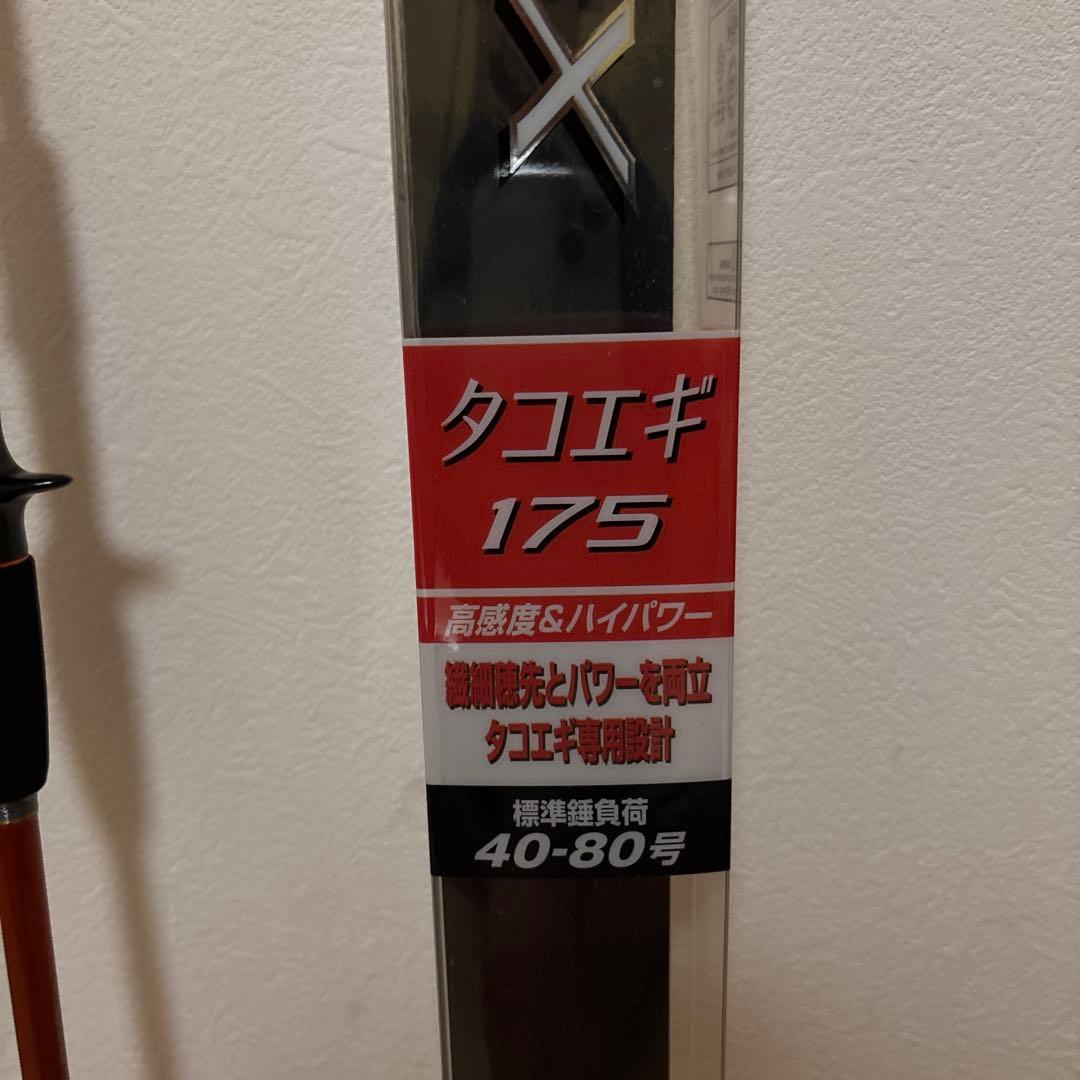 X
タコエギ
175
高感度&ハイパワー
繊細穂先とパワーを両立
タコエギ専用設計
標準錘負荷
40-80号